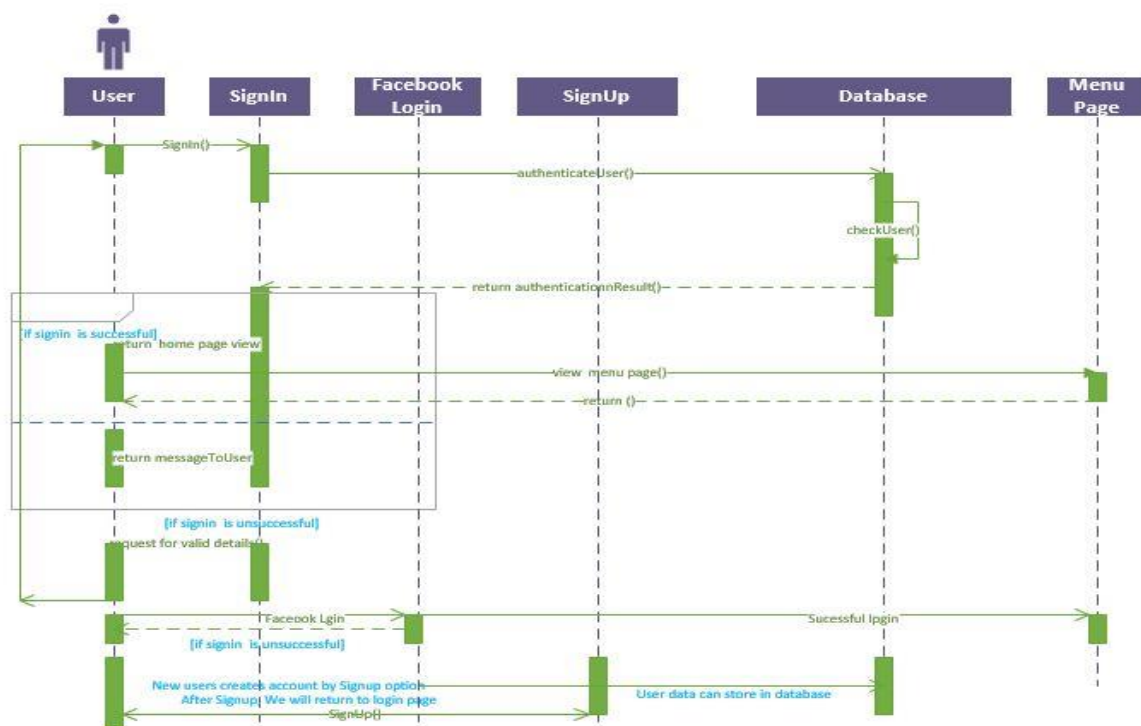 User
SignIn
Facebook
Login
SignUp
Database
Menu
Page
SignIn()
authenticateUser()
checkUser()
return authenticationnResult()
[if signin is successful]
return home page view
view menu page()
return ()
return messageToUser
[if signin is unsuccessful]
request for valid details()
Facebook Lgin
Sucessful lpgin
[if signin is unsuccessful]
New users creates account by Signup option
After Signup, We will return to login page
User data can store in database
SignUp()